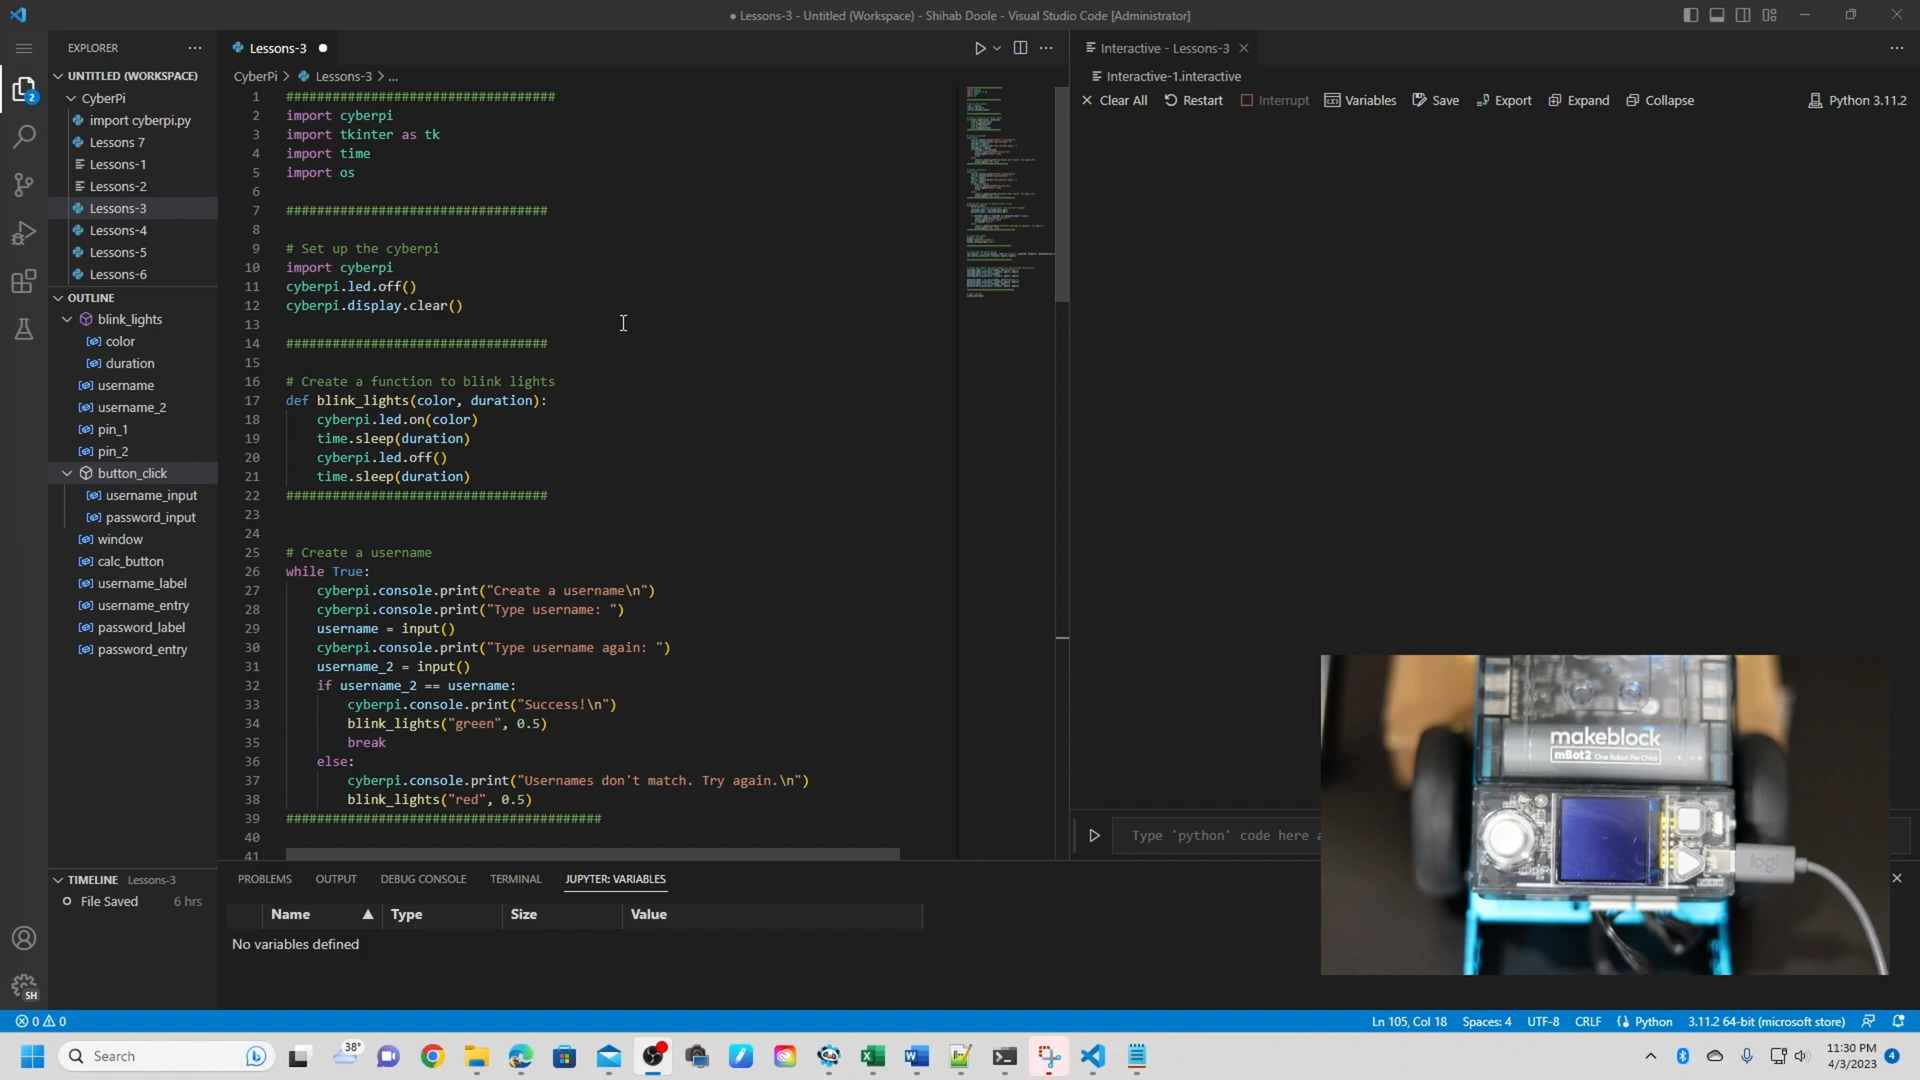 ● Lessons-3 - Untitled (Workspace) - Shihab Doole - Visual Studio Code [Administrator]
EXPLORER
UNTITLED (WORKSPACE)
CyberPi
import cyberpi.py
Lessons 7
Lessons-1
Lessons-2
Lessons-3
Lessons-4
Lessons-5
Lessons-6
OUTLINE
blink_lights
color
duration
username
username_2
pin_1
pin_2
button_click
username_input
password_input
window
calc_button
username_label
username_entry
password_label
password_entry
TIMELINE Lessons-3
File Saved 6 hrs
2
SH
Lessons-3 ●
CyberPi > Lessons-3 > ...
1 ###################################
2 import cyberpi
3 import tkinter as tk
4 import time
5 import os
6
7 ##################################
8
9 # Set up the cyberpi
10 import cyberpi
11 cyberpi.led.off()
12 cyberpi.display.clear()
13
14 ##################################
15
16 # Create a function to blink lights
17 def blink_lights(color, duration):
18 cyberpi.led.on(color)
19 time.sleep(duration)
20 cyberpi.led.off()
21 time.sleep(duration)
22 ##################################
23
24
25 # Create a username
26 while True:
27 cyberpi.console.print("Create a username\n")
28 cyberpi.console.print("Type username: ")
29 username = input()
30 cyberpi.console.print("Type username again: ")
31 username_2 = input()
32 if username_2 == username:
33 cyberpi.console.print("Success!\n")
34 blink_lights("green", 0.5)
35 break
36 else:
37 cyberpi.console.print("Usernames don't match. Try again.\n")
38 blink_lights("red", 0.5)
39 #########################################
40
41
Interactive - Lessons-3
Interactive-1.interactive
Clear All Restart Interrupt Variables Save Export Expand Collapse Python 3.11.2
Type 'python' code here
PROBLEMS OUTPUT DEBUG CONSOLE TERMINAL JUPYTER: VARIABLES
Name Type Size Value
No variables defined
makeblock
mBot2 One Robot Per Child
logi
0 0 Ln 105, Col 18 Spaces: 4 UTF-8 CRLF Python 3.11.2 64-bit (microsoft store)
Search 38° 11:30 PM
4/3/2023 4